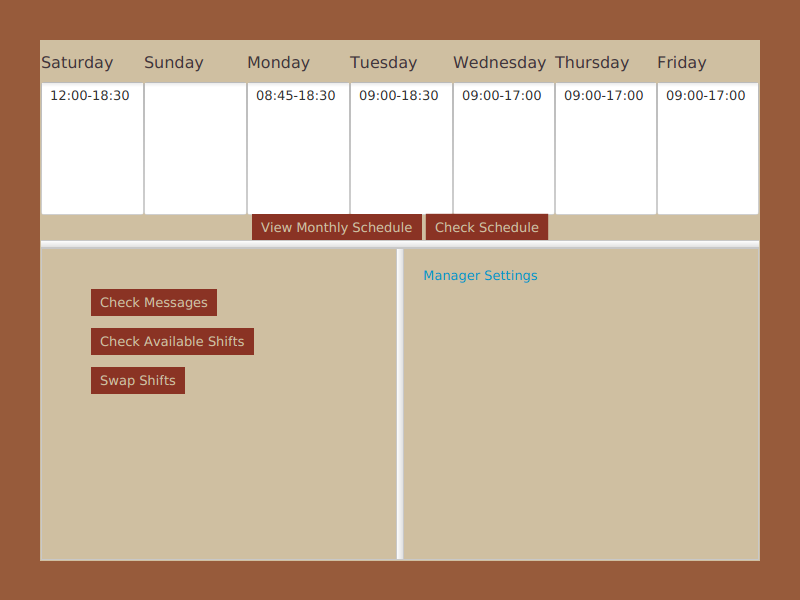 Saturday Sunday Monday Tuesday Wednesday Thursday Friday
12:00-18:30 08:45-18:30 09:00-18:30 09:00-17:00 09:00-17:00 09:00-17:00
View Monthly Schedule Check Schedule
Manager Settings
Check Messages
Check Available Shifts
Swap Shifts